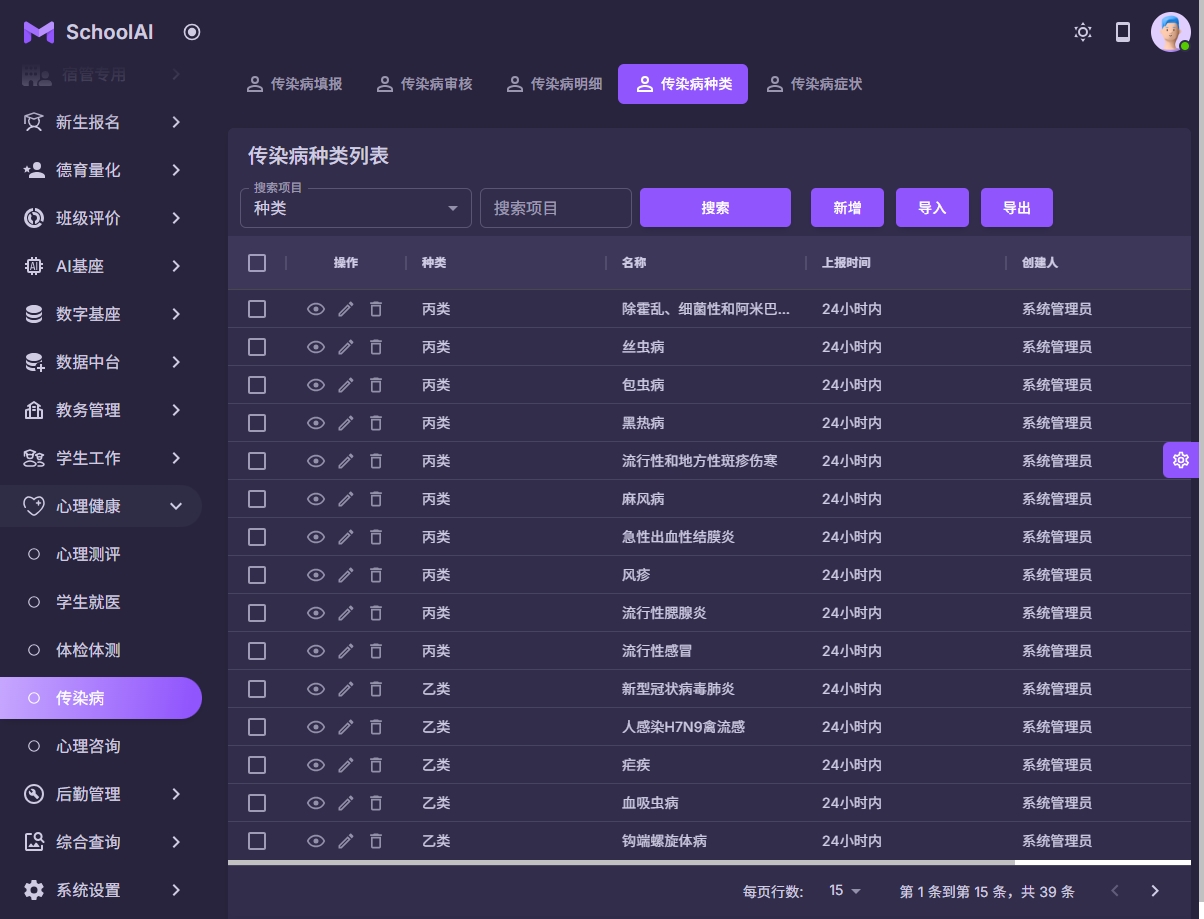 SchoolAI
宿管专用
新生报名
德育量化
班级评价
AI基座
数字基座
数据中台
教务管理
学生工作
心理健康
心理测评
学生就医
体检体测
传染病
心理咨询
后勤管理
综合查询
系统设置
传染病填报 传染病审核 传染病明细 传染病种类 传染病症状
传染病种类列表
搜索项目
种类 搜索项目 搜索 新增 导入 导出
操作 种类 名称 上报时间 创建人
丙类 除霍乱、细菌性和阿米巴... 24小时内 系统管理员
丙类 丝虫病 24小时内 系统管理员
丙类 包虫病 24小时内 系统管理员
丙类 黑热病 24小时内 系统管理员
丙类 流行性和地方性斑疹伤寒 24小时内 系统管理员
丙类 麻风病 24小时内 系统管理员
丙类 急性出血性结膜炎 24小时内 系统管理员
丙类 风疹 24小时内 系统管理员
丙类 流行性腮腺炎 24小时内 系统管理员
丙类 流行性感冒 24小时内 系统管理员
乙类 新型冠状病毒肺炎 24小时内 系统管理员
乙类 人感染H7N9禽流感 24小时内 系统管理员
乙类 疟疾 24小时内 系统管理员
乙类 血吸虫病 24小时内 系统管理员
乙类 钩端螺旋体病 24小时内 系统管理员
每页行数: 15 第 1 条到第 15 条，共 39 条